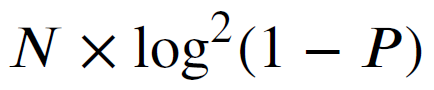 N × log²(1 − P)